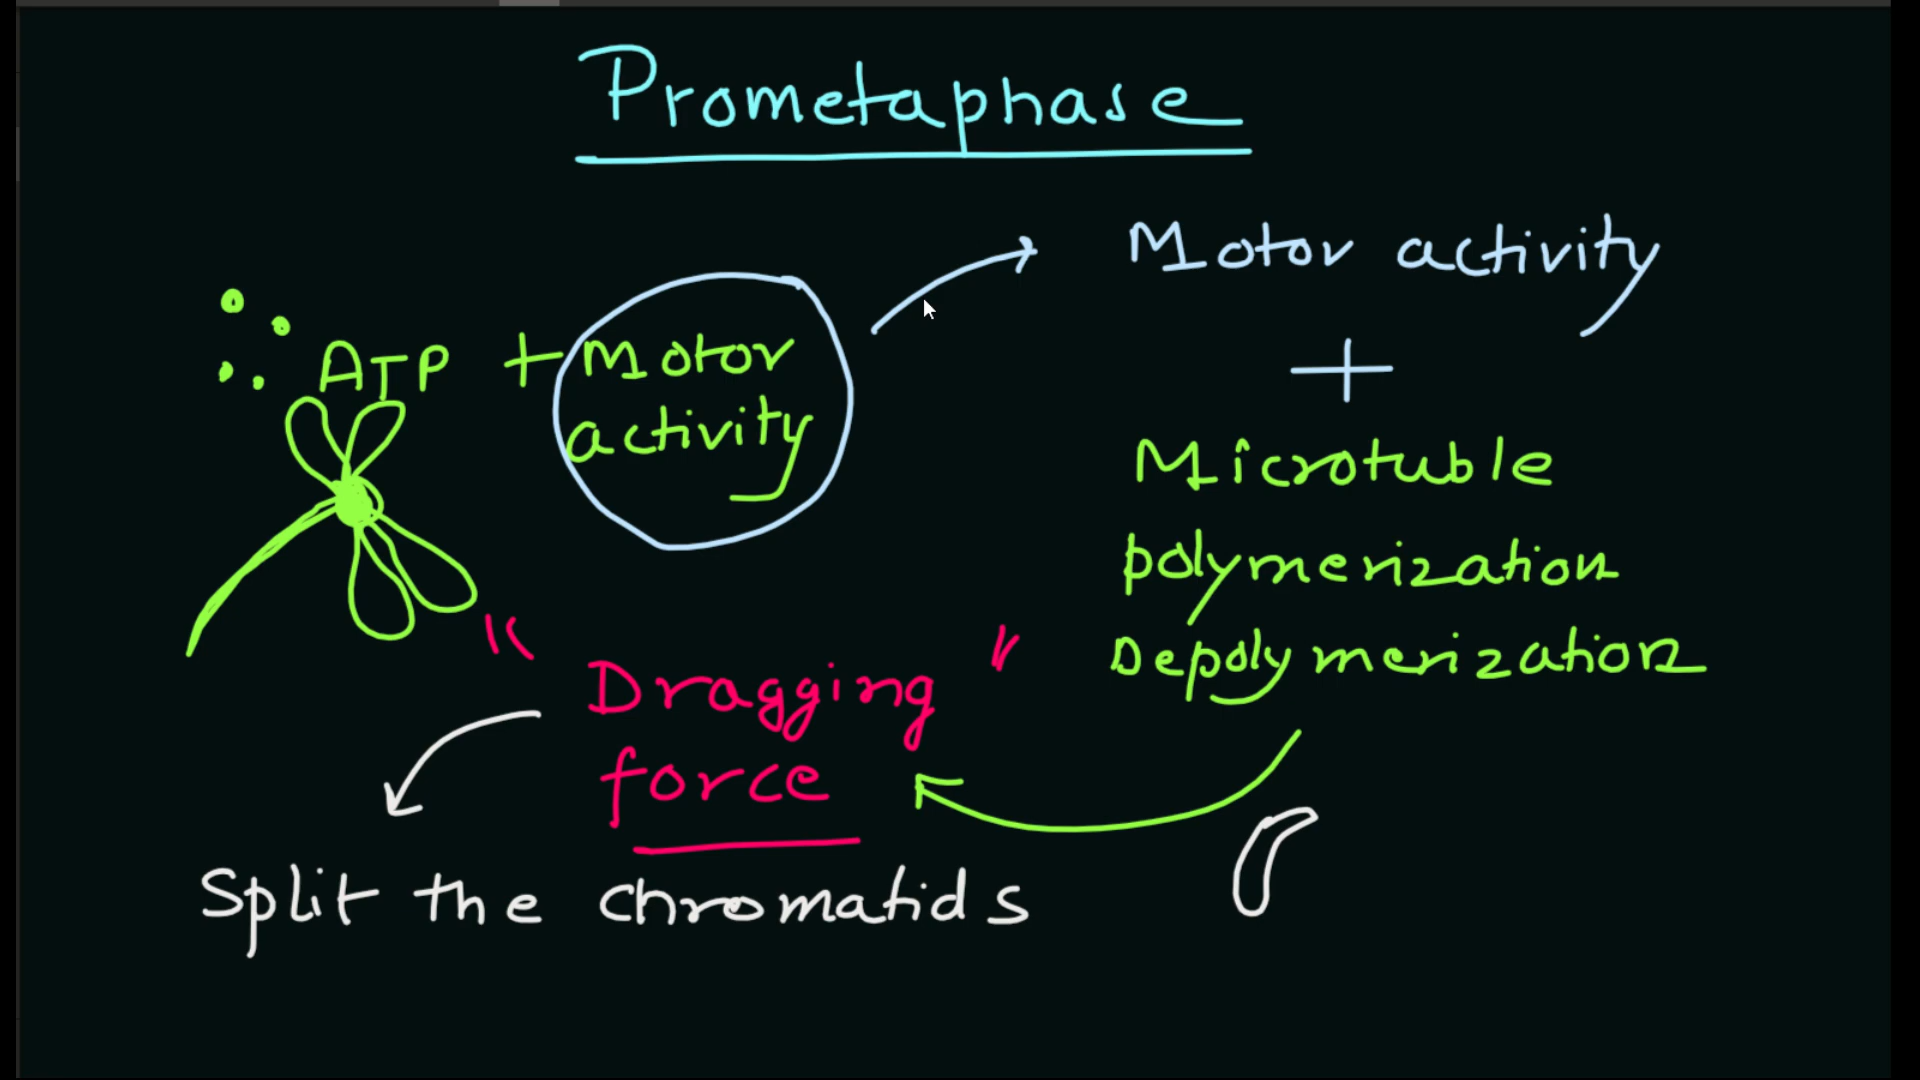 Prometaphase
Motor activity
ATP + Motor
activity
+
Microtuble
polymerization
Depolymerization
"Dragging"
force
Split the chromatids